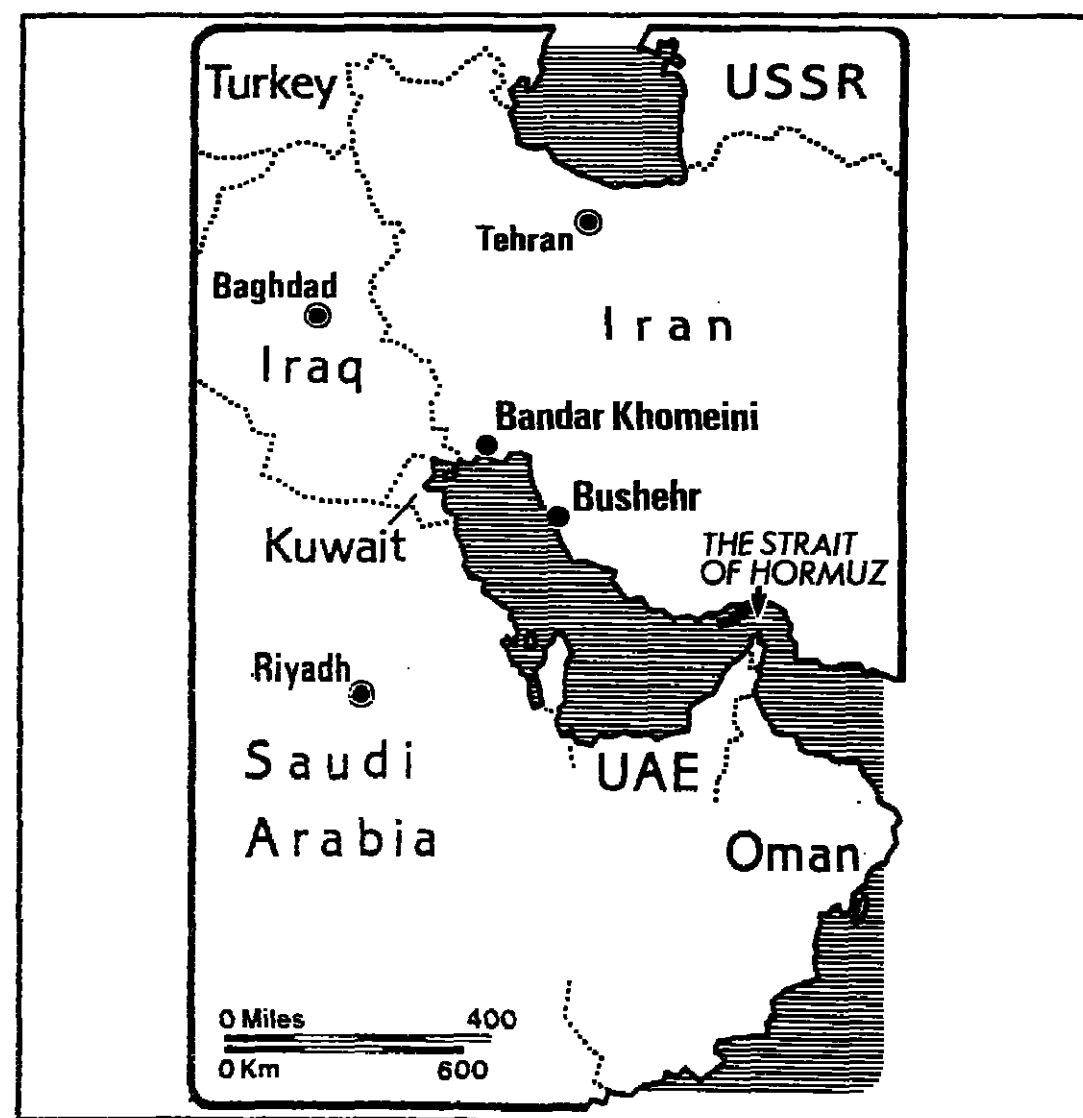 Turkey
USSR
Tehran
Baghdad
Iran
Iraq
Bandar Khomeini
Bushehr
Kuwait
THE STRAIT
OF HORMUZ
Riyadh
Saudi
Arabia
UAE
Oman
0 Miles 400
0 Km 600